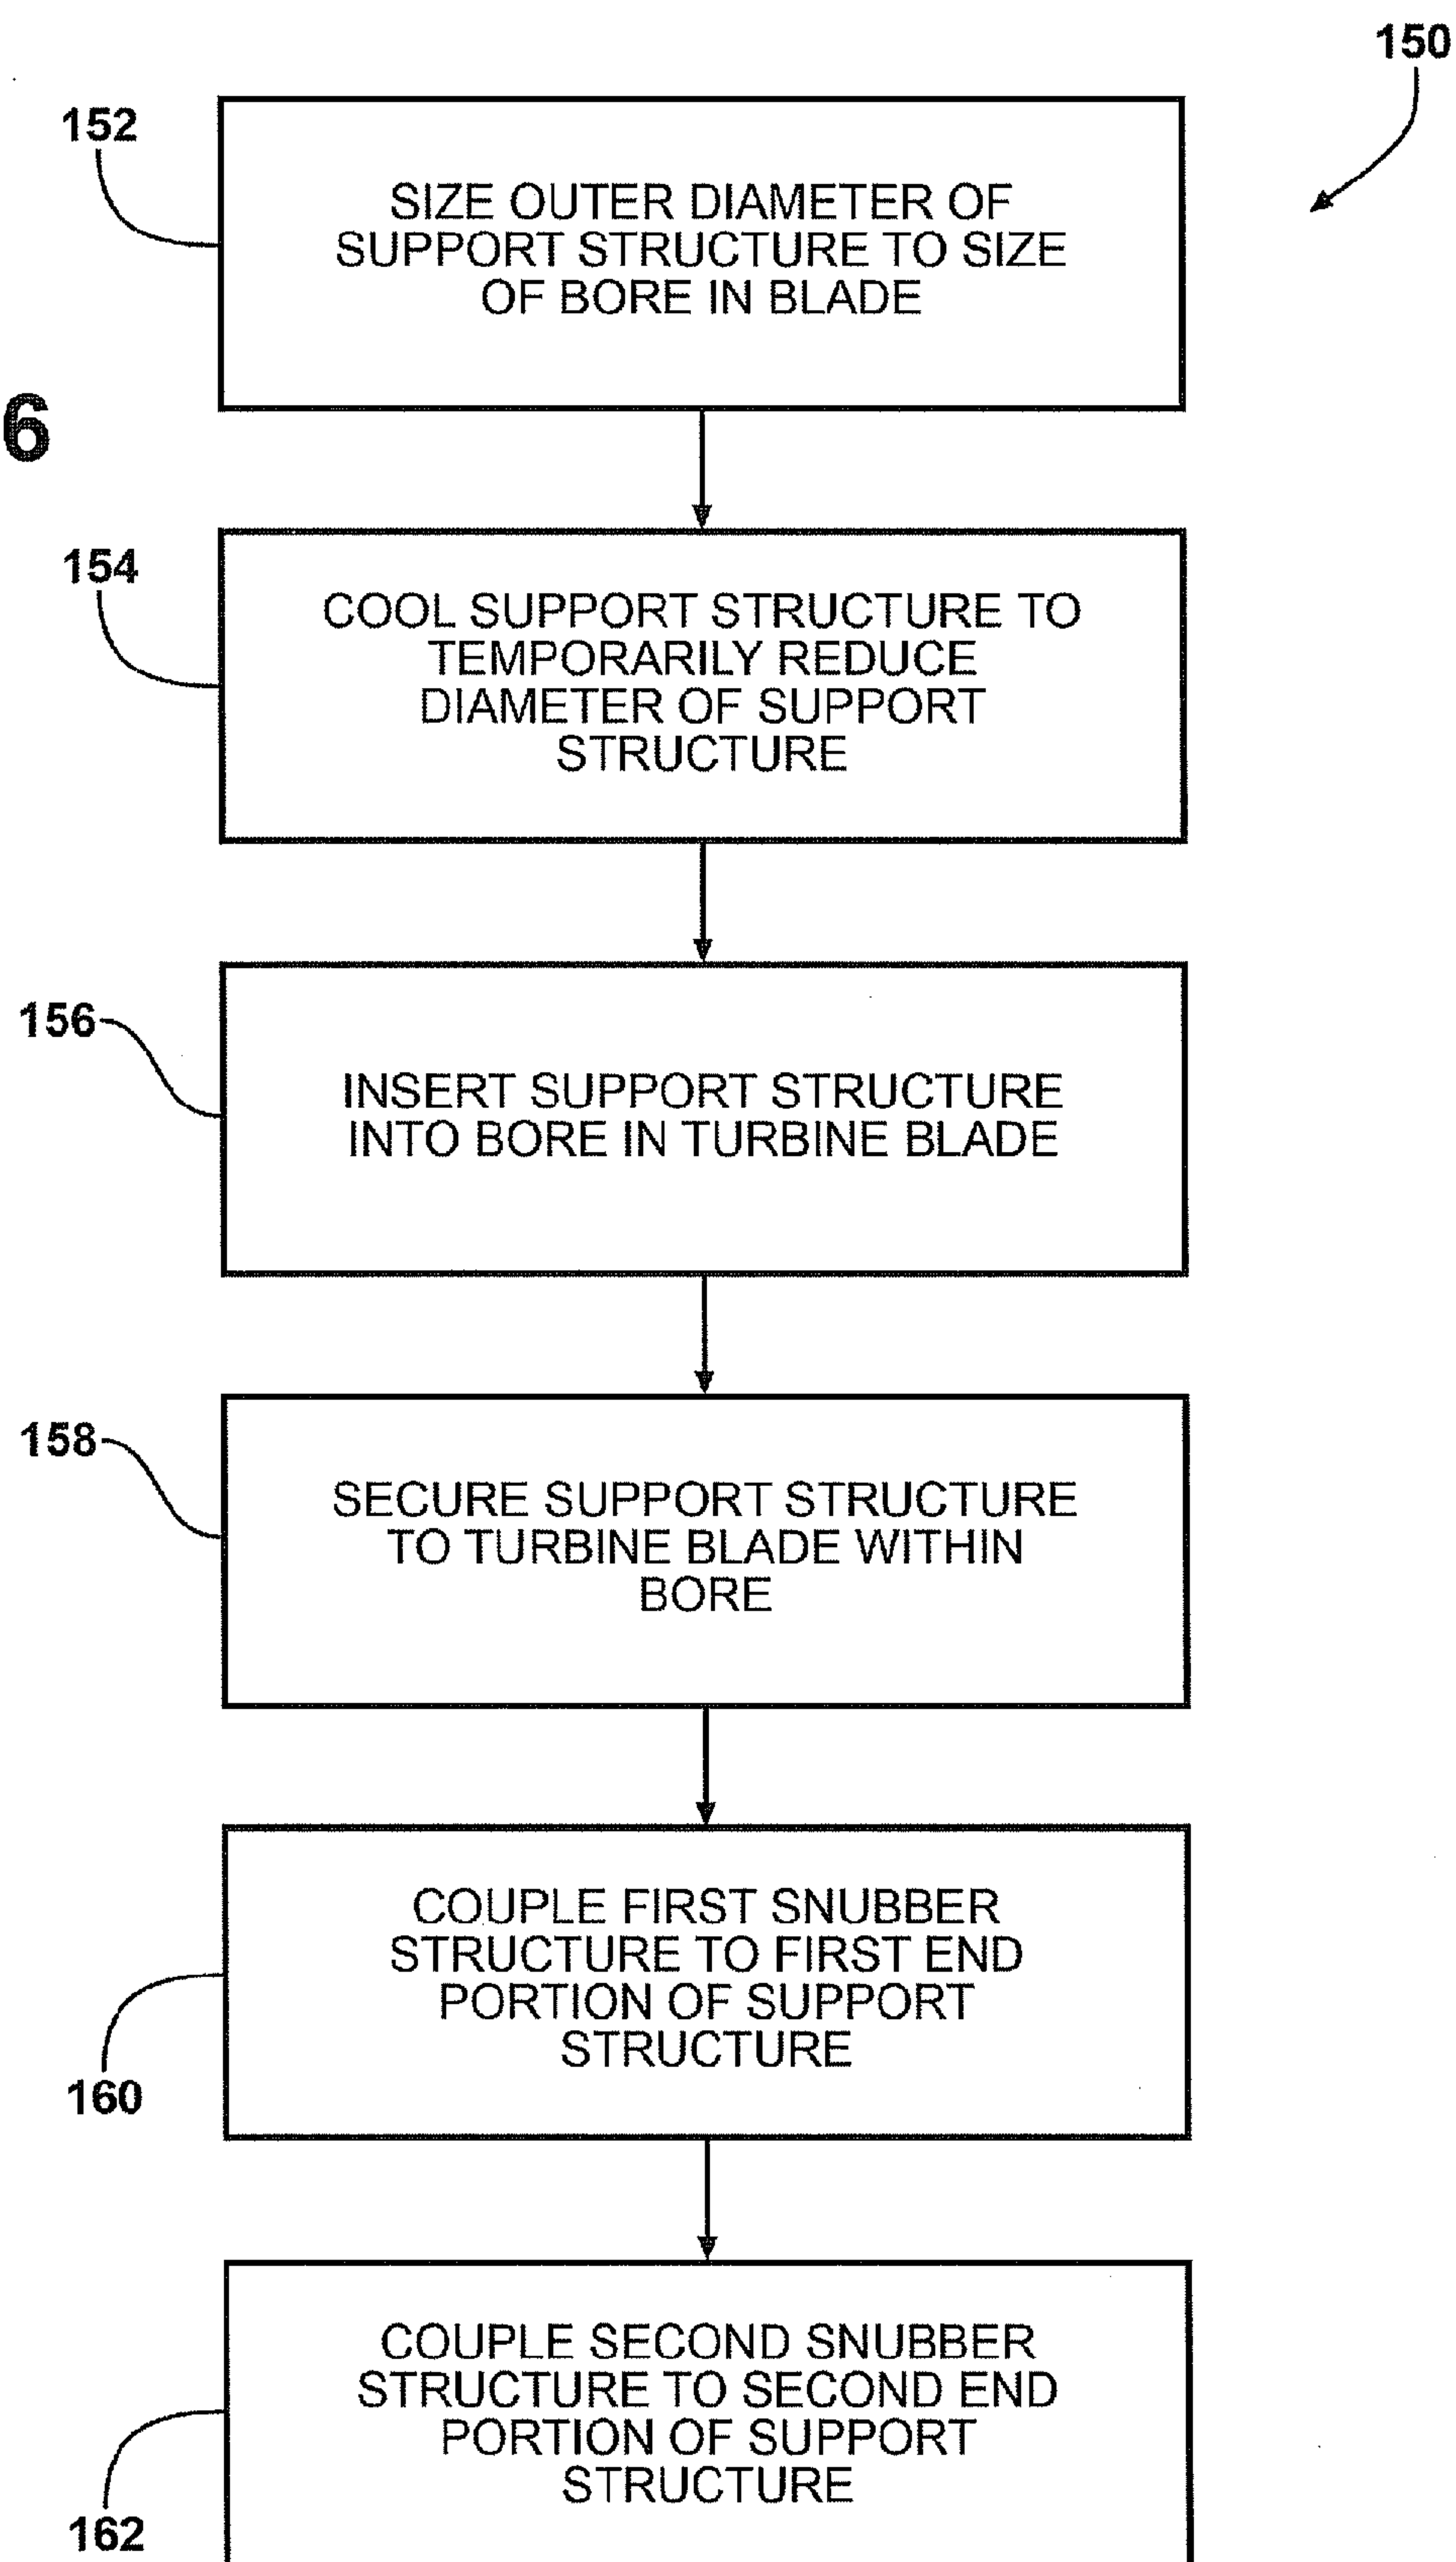 150
152
SIZE OUTER DIAMETER OF
SUPPORT STRUCTURE TO SIZE
OF BORE IN BLADE
6
154
COOL SUPPORT STRUCTURE TO
TEMPORARILY REDUCE
DIAMETER OF SUPPORT
STRUCTURE
156
INSERT SUPPORT STRUCTURE
INTO BORE IN TURBINE BLADE
158
SECURE SUPPORT STRUCTURE
TO TURBINE BLADE WITHIN
BORE
COUPLE FIRST SNUBBER
STRUCTURE TO FIRST END
PORTION OF SUPPORT
STRUCTURE
160
COUPLE SECOND SNUBBER
STRUCTURE TO SECOND END
PORTION OF SUPPORT
STRUCTURE
162